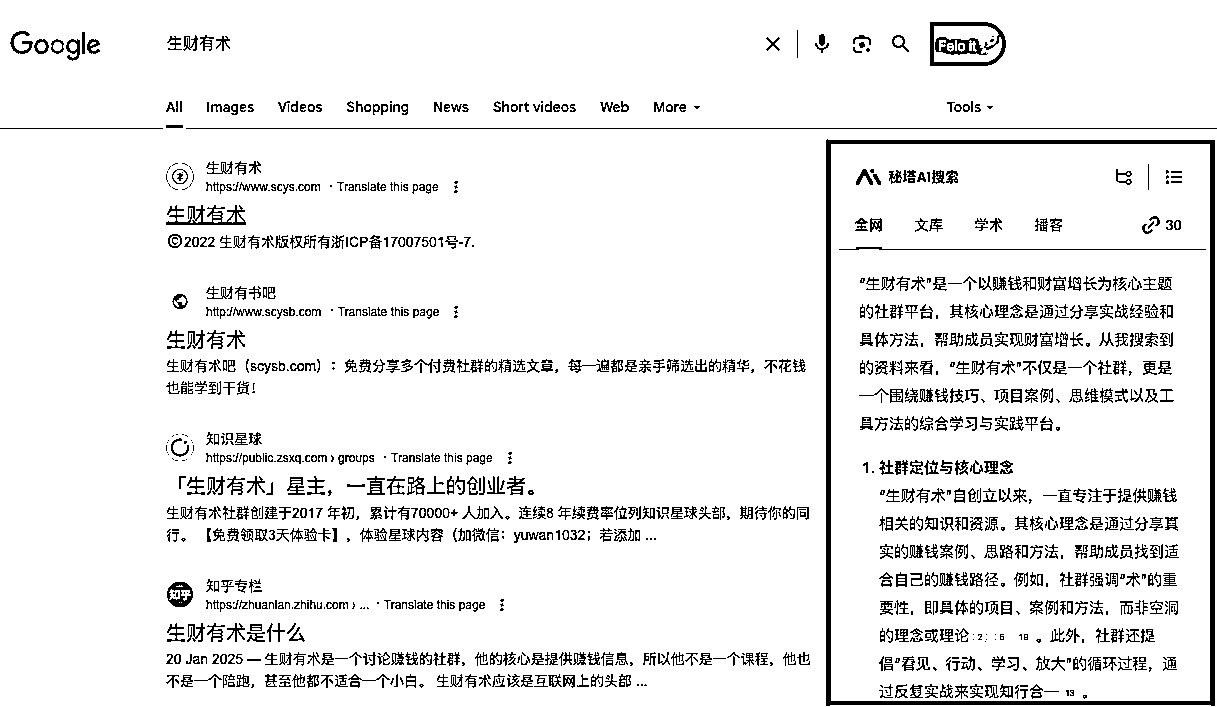 Google
生财有术
Felo it
All Images Videos Shopping News Short videos Web More Tools
生财有术
https://www.scys.com · Translate this page
生财有术
©2022 生财有术版权所有浙ICP备17007501号-7.
生财有书吧
http://www.scysb.com · Translate this page
生财有术
生财有术吧（scysb.com）：免费分享多个付费社群的精选文章，每一遍都是亲手筛选出的精华，不花钱
也能学到干货！
知识星球
https://public.zsxq.com › groups · Translate this page
「生财有术」星主，一直在路上的创业者。
生财有术社群创建于2017 年初，累计有70000+ 人加入。连续8 年续费率位列知识星球头部，期待你的同
行。 【免费领取3天体验卡】，体验星球内容（加微信：yuwan1032；若添加 ...
知乎
知乎专栏
https://zhuanlan.zhihu.com › ... · Translate this page
生财有术是什么
20 Jan 2025 — 生财有术是一个讨论赚钱的社群，他的核心是提供赚钱信息，所以他不是一个课程，他也
不是一个陪跑，甚至他都不适合一个小白。 生财有术应该是互联网上的头部 ...
秘塔AI搜索
全网 文库 学术 播客 30
“生财有术”是一个以赚钱和财富增长为核心主题
的社群平台，其核心理念是通过分享实战经验和
具体方法，帮助成员实现财富增长。从我搜索到
的资料来看，“生财有术”不仅是一个社群，更是
一个围绕赚钱技巧、项目案例、思维模式以及工
具方法的综合学习与实践平台。
1. 社群定位与核心理念
“生财有术”自创立以来，一直专注于提供赚钱
相关的知识和资源。其核心理念是通过分享真
实的赚钱案例、思路和方法，帮助成员找到适
合自己的赚钱路径。例如，社群强调“术”的重
要性，即具体的项目、案例和方法，而非空洞
的理念或理论 。此外，社群还提
倡“看见、行动、学习、放大”的循环过程，通
过反复实战来实现知行合一 13 。